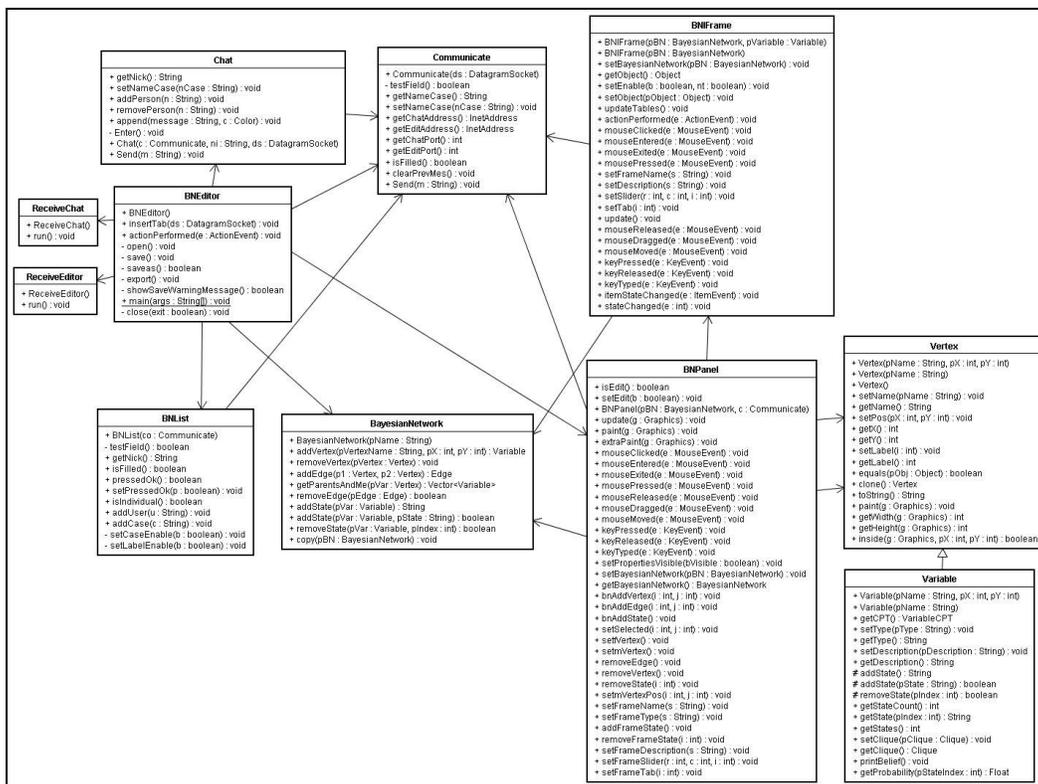 Chat
+ getNick() : String
+ setNameCase(nCase : String) : void
+ addPerson(n : String) : void
+ removePerson(n : String) : void
+ append(message : String, c : Color) : void
- Enter() : void
+ Chat(c : Communicate, ni : String, ds : DatagramSocket)
+ Send(m : String) : void
Communicate
+ Communicate(ds : DatagramSocket)
- testField() : boolean
+ getNameCase() : String
+ setNameCase(nCase : String) : void
+ getChatAddress() : InetAddress
+ getEditAddress() : InetAddress
+ getChatPort() : int
+ getEditPort() : int
+ isFilled() : boolean
+ clearPrevMes() : void
+ Send(m : String) : void
BNIFrame
+ BNIFrame(pBN : BayesianNetwork, pVariable : Variable)
+ BNIFrame(pBN : BayesianNetwork)
+ setBayesianNetwork(pBN : BayesianNetwork) : void
+ getObject() : Object
+ setEnable(b : boolean, nt : boolean) : void
+ setObject(pObject : Object) : void
+ updateTables() : void
+ actionPerformed(e : ActionEvent) : void
+ mouseClicked(e : MouseEvent) : void
+ mouseEntered(e : MouseEvent) : void
+ mouseExited(e : MouseEvent) : void
+ mousePressed(e : MouseEvent) : void
+ setFrameName(s : String) : void
+ setDescription(s : String) : void
+ setSlider(r : int, c : int, i : int) : void
+ setTab(i : int) : void
+ update() : void
+ mouseReleased(e : MouseEvent) : void
+ mouseDragged(e : MouseEvent) : void
+ mouseMoved(e : MouseEvent) : void
+ keyPressed(e : KeyEvent) : void
+ keyReleased(e : KeyEvent) : void
+ keyTyped(e : KeyEvent) : void
+ itemStateChanged(e : ItemEvent) : void
+ stateChanged(e : int) : void
BNEditor
+ BNEditor()
+ insertTab(ds : DatagramSocket) : void
+ actionPerformed(e : ActionEvent) : void
- open() : void
- save() : void
- saveas() : boolean
- export() : void
- showSaveWarningMessage() : boolean
+ main(args : String[]) : void
- close(exit : boolean) : void
ReceiveChat
+ ReceiveChat()
+ run() : void
ReceiveEditor
+ ReceiveEditor()
+ run() : void
BNList
+ BNList(co : Communicate)
- testField() : boolean
+ getNick() : String
+ isFilled() : boolean
+ pressedOk() : boolean
+ setPressedOk(p : boolean) : void
+ isIndividual() : boolean
+ addUser(u : String) : void
+ addCase(c : String) : void
- setCaseEnable(b : boolean) : void
- setLabelEnable(b : boolean) : void
BayesianNetwork
+ BayesianNetwork(pName : String)
+ addVertex(pVertexName : String, pX : int, pY : int) : Variable
+ removeVertex(pVertex : Vertex) : void
+ addEdge(p1 : Vertex, p2 : Vertex) : Edge
+ getParentsAndMe(pVar : Vertex) : Vector<Variable>
+ removeEdge(pEdge : Edge) : boolean
+ addState(pVar : Variable) : String
+ addState(pVar : Variable, pState : String) : boolean
+ removeState(pVar : Variable, pIndex : int) : boolean
+ copy(pBN : BayesianNetwork) : void
BNPanel
+ isEdit() : boolean
+ setEdit(b : boolean) : void
+ BNPanel(pBN : BayesianNetwork, c : Communicate)
+ update(g : Graphics) : void
+ paint(g : Graphics) : void
+ extraPaint(g : Graphics) : void
+ mouseClicked(e : MouseEvent) : void
+ mouseEntered(e : MouseEvent) : void
+ mouseExited(e : MouseEvent) : void
+ mousePressed(e : MouseEvent) : void
+ mouseReleased(e : MouseEvent) : void
+ mouseDragged(e : MouseEvent) : void
+ mouseMoved(e : MouseEvent) : void
+ keyPressed(e : KeyEvent) : void
+ keyReleased(e : KeyEvent) : void
+ keyTyped(e : KeyEvent) : void
+ setPropertiesVisible(bVisible : boolean) : void
+ setBayesianNetwork(pBN : BayesianNetwork) : void
+ getBayesianNetwork() : BayesianNetwork
+ bnAddVertex(i : int, j : int) : void
+ bnAddEdge(i : int, j : int) : void
+ bnAddState() : void
+ setSelected(i : int, j : int) : void
+ setfVertex() : void
+ setmVertex() : void
+ removeEdge() : void
+ removeVertex() : void
+ removeState(i : int) : void
+ setmVertexPos(i : int, j : int) : void
+ setFrameName(s : String) : void
+ setFrameType(s : String) : void
+ addFrameState() : void
+ removeFrameState(i : int) : void
+ setFrameDescription(s : String) : void
+ setFrameSlider(r : int, c : int, i : int) : void
+ setFrameTab(i : int) : void
Vertex
+ Vertex(pName : String, pX : int, pY : int)
+ Vertex(pName : String)
+ Vertex()
+ setName(pName : String) : void
+ getName() : String
+ setPos(pX : int, pY : int) : void
+ getX() : int
+ getY() : int
+ setLabel(i : int) : void
+ getLabel() : int
+ equals(pObj : Object) : boolean
+ clone() : Vertex
+ toString() : String
+ paint(g : Graphics) : void
+ getWidth(g : Graphics) : int
+ getHeight(g : Graphics) : int
+ inside(g : Graphics, pX : int, pY : int) : boolean
Variable
+ Variable(pName : String, pX : int, pY : int)
+ Variable(pName : String)
+ getCPT() : VariableCPT
+ setType(pType : String) : void
+ getType() : String
+ setDescription(pDescription : String) : void
+ getDescription() : String
# addState() : String
# addState(pState : String) : boolean
# removeState(pIndex : int) : boolean
+ getStateCount() : int
+ getState(pIndex : int) : String
+ getStates() : int
+ setClique(pClique : Clique) : void
+ getClique() : Clique
+ printBelief() : void
+ getProbability(pStateIndex : int) : Float